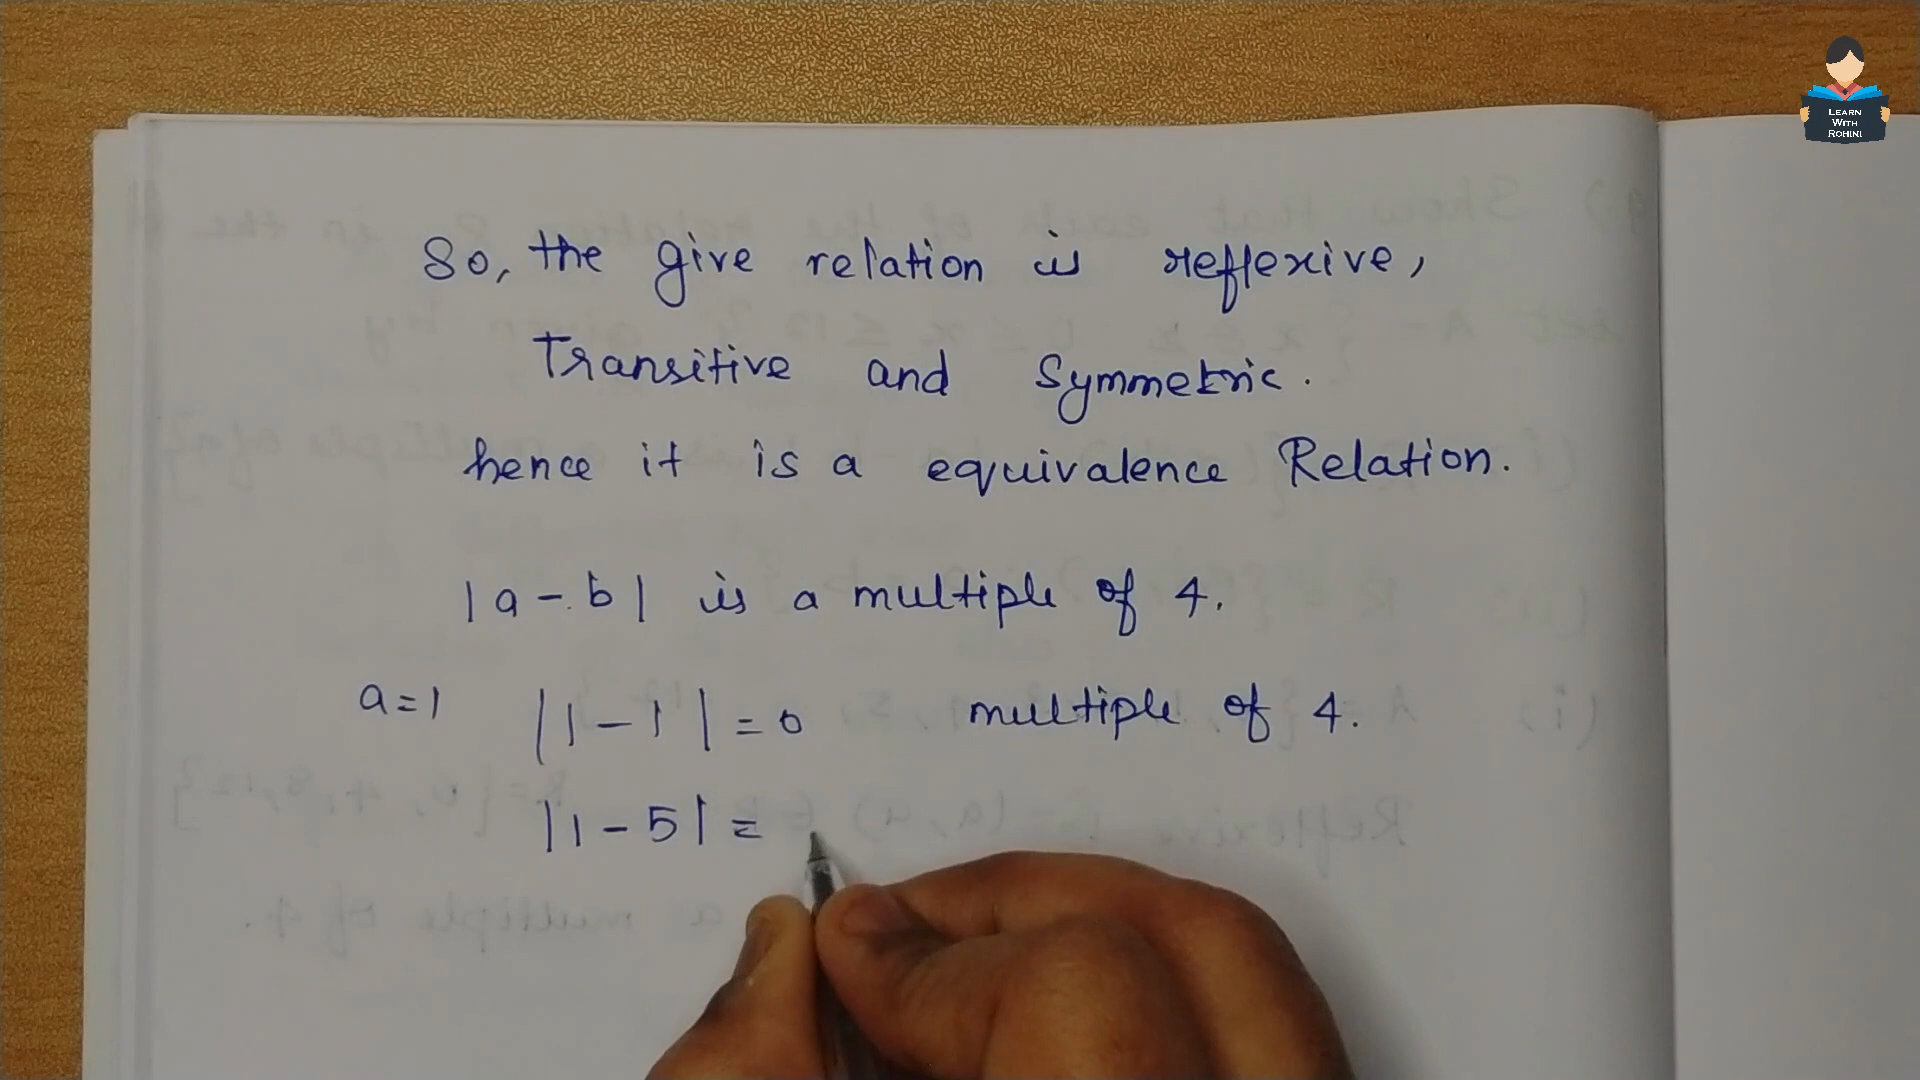 LEARN
WITH
ROHINI
So, the give relation is reffexive,
Transitive and Symmetric.
hence it is a equivalence Relation.
|a-b| is a multiple of 4.
a=1 |1-1|=0 multiple of 4.
|1-5|=